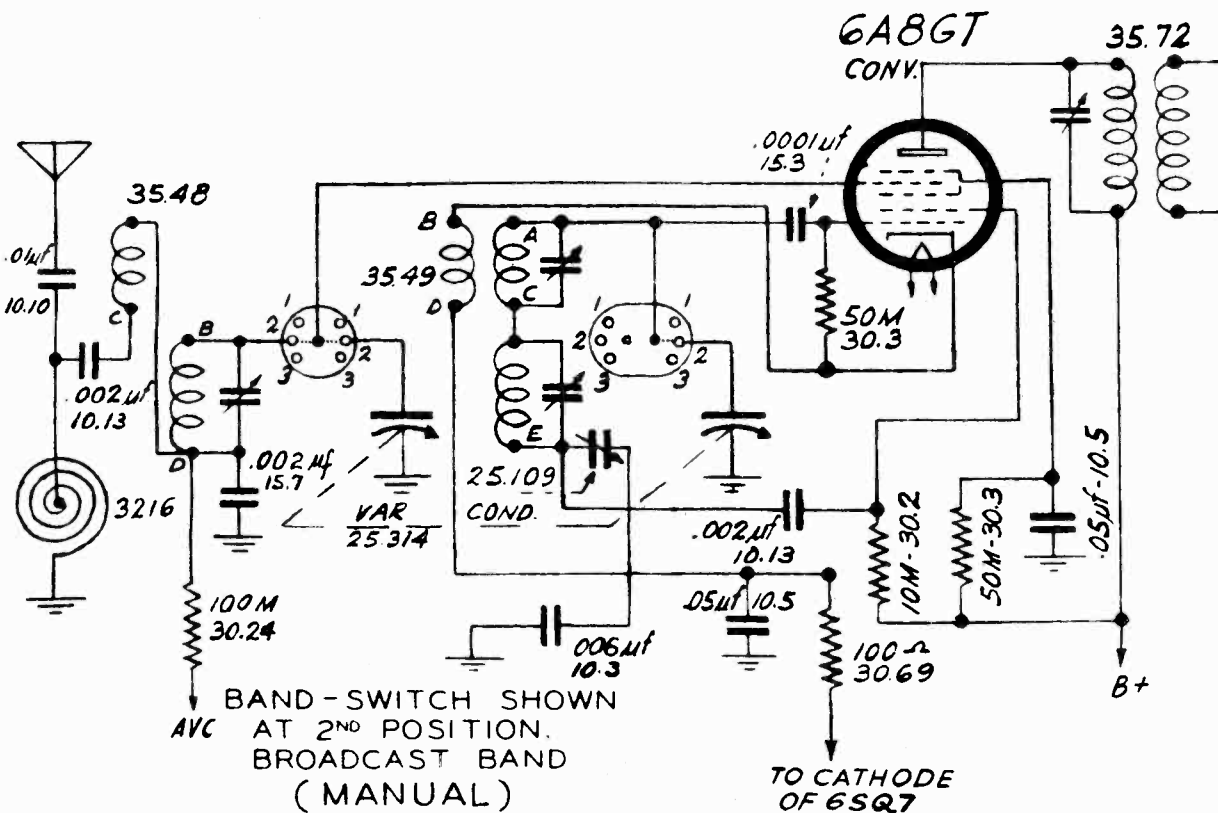 6A8GT
CONV.
35.72
.0001µf
15.3
35.48
.01µf
10.10
C
.002µf
10.13
B
D
1
1
2
2
3
3
.002µf
15.7
3216
B
D
35.49
A
C
E
1
1
2
2
3
3
50M
30.3
25.109
VAR
25.314
COND.
.002µf
10.13
10M-30.2
50M-30.3
.05µf-10.5
100M
30.24
.05µf 10.5
.006µf
10.3
100Ω
30.69
B+
AVC
BAND-SWITCH SHOWN
AT 2ND POSITION.
BROADCAST BAND
(MANUAL)
TO CATHODE
OF 6SQ7